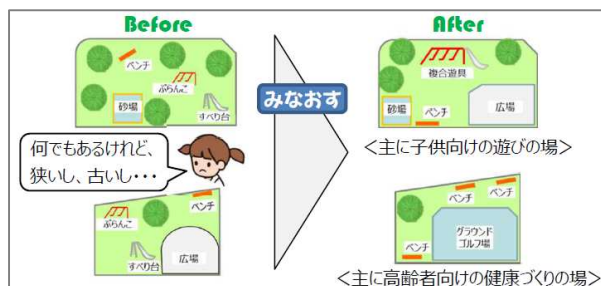 Before
ベンチ
ぶらんこ
砂場
すべり台
何でもあるけれど、
狭いし、古いし・・・
ベンチ
ぶらんこ
すべり台
広場
みなおす
After
複合遊具
砂場
ベンチ
広場
<主に子供向けの遊びの場>
ベンチ
ベンチ
グラウンド
ゴルフ場
ベンチ
<主に高齢者向けの健康づくりの場>